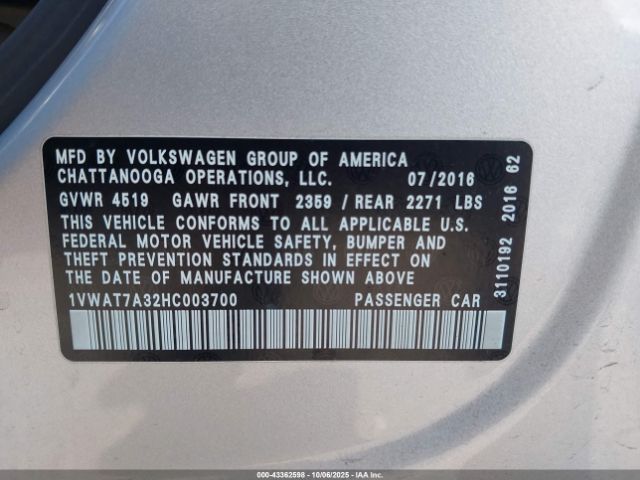 MFD BY VOLKSWAGEN GROUP OF AMERICA
CHATTANOOGA OPERATIONS, LLC. 07/2016
GVWR 4519 GAWR FRONT 2359 / REAR 2271 LBS
THIS VEHICLE CONFORMS TO ALL APPLICABLE U.S.
FEDERAL MOTOR VEHICLE SAFETY, BUMPER AND
THEFT PREVENTION STANDARDS IN EFFECT ON
THE DATE OF MANUFACTURE SHOWN ABOVE
1VWAT7A32HC003700 PASSENGER CAR
3110192 2016 62
000-43362598 - 10/06/2025 - IAAI.CA